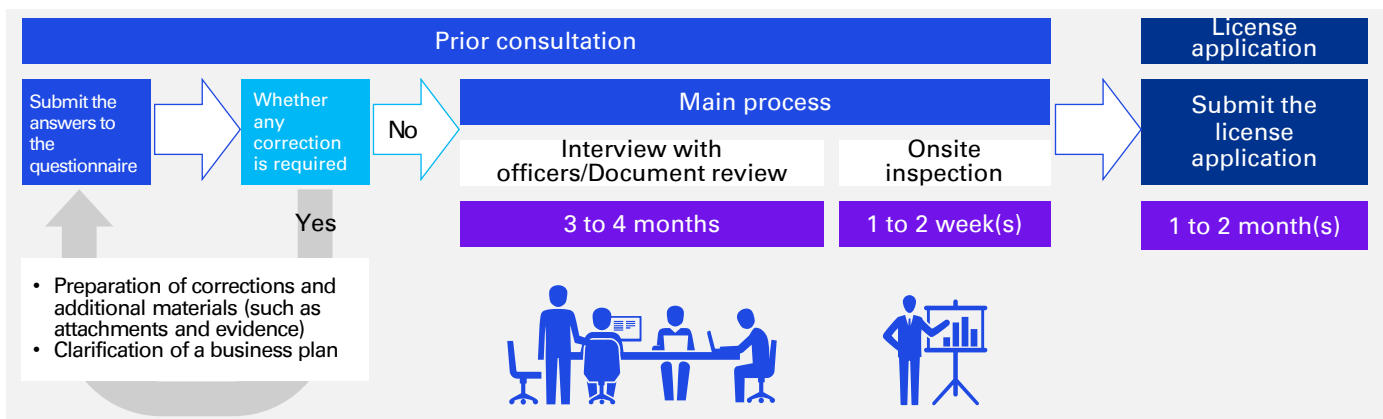 Prior consultation
License
application
Submit the
answers to
the
questionnaire
Whether
any
correction
is required
No
Main process
Submit the
license
application
Interview with
officers/Document review
Onsite
inspection
Yes
3 to 4 months
1 to 2 week(s)
1 to 2 month(s)
• Preparation of corrections and
additional materials (such as
attachments and evidence)
• Clarification of a business plan